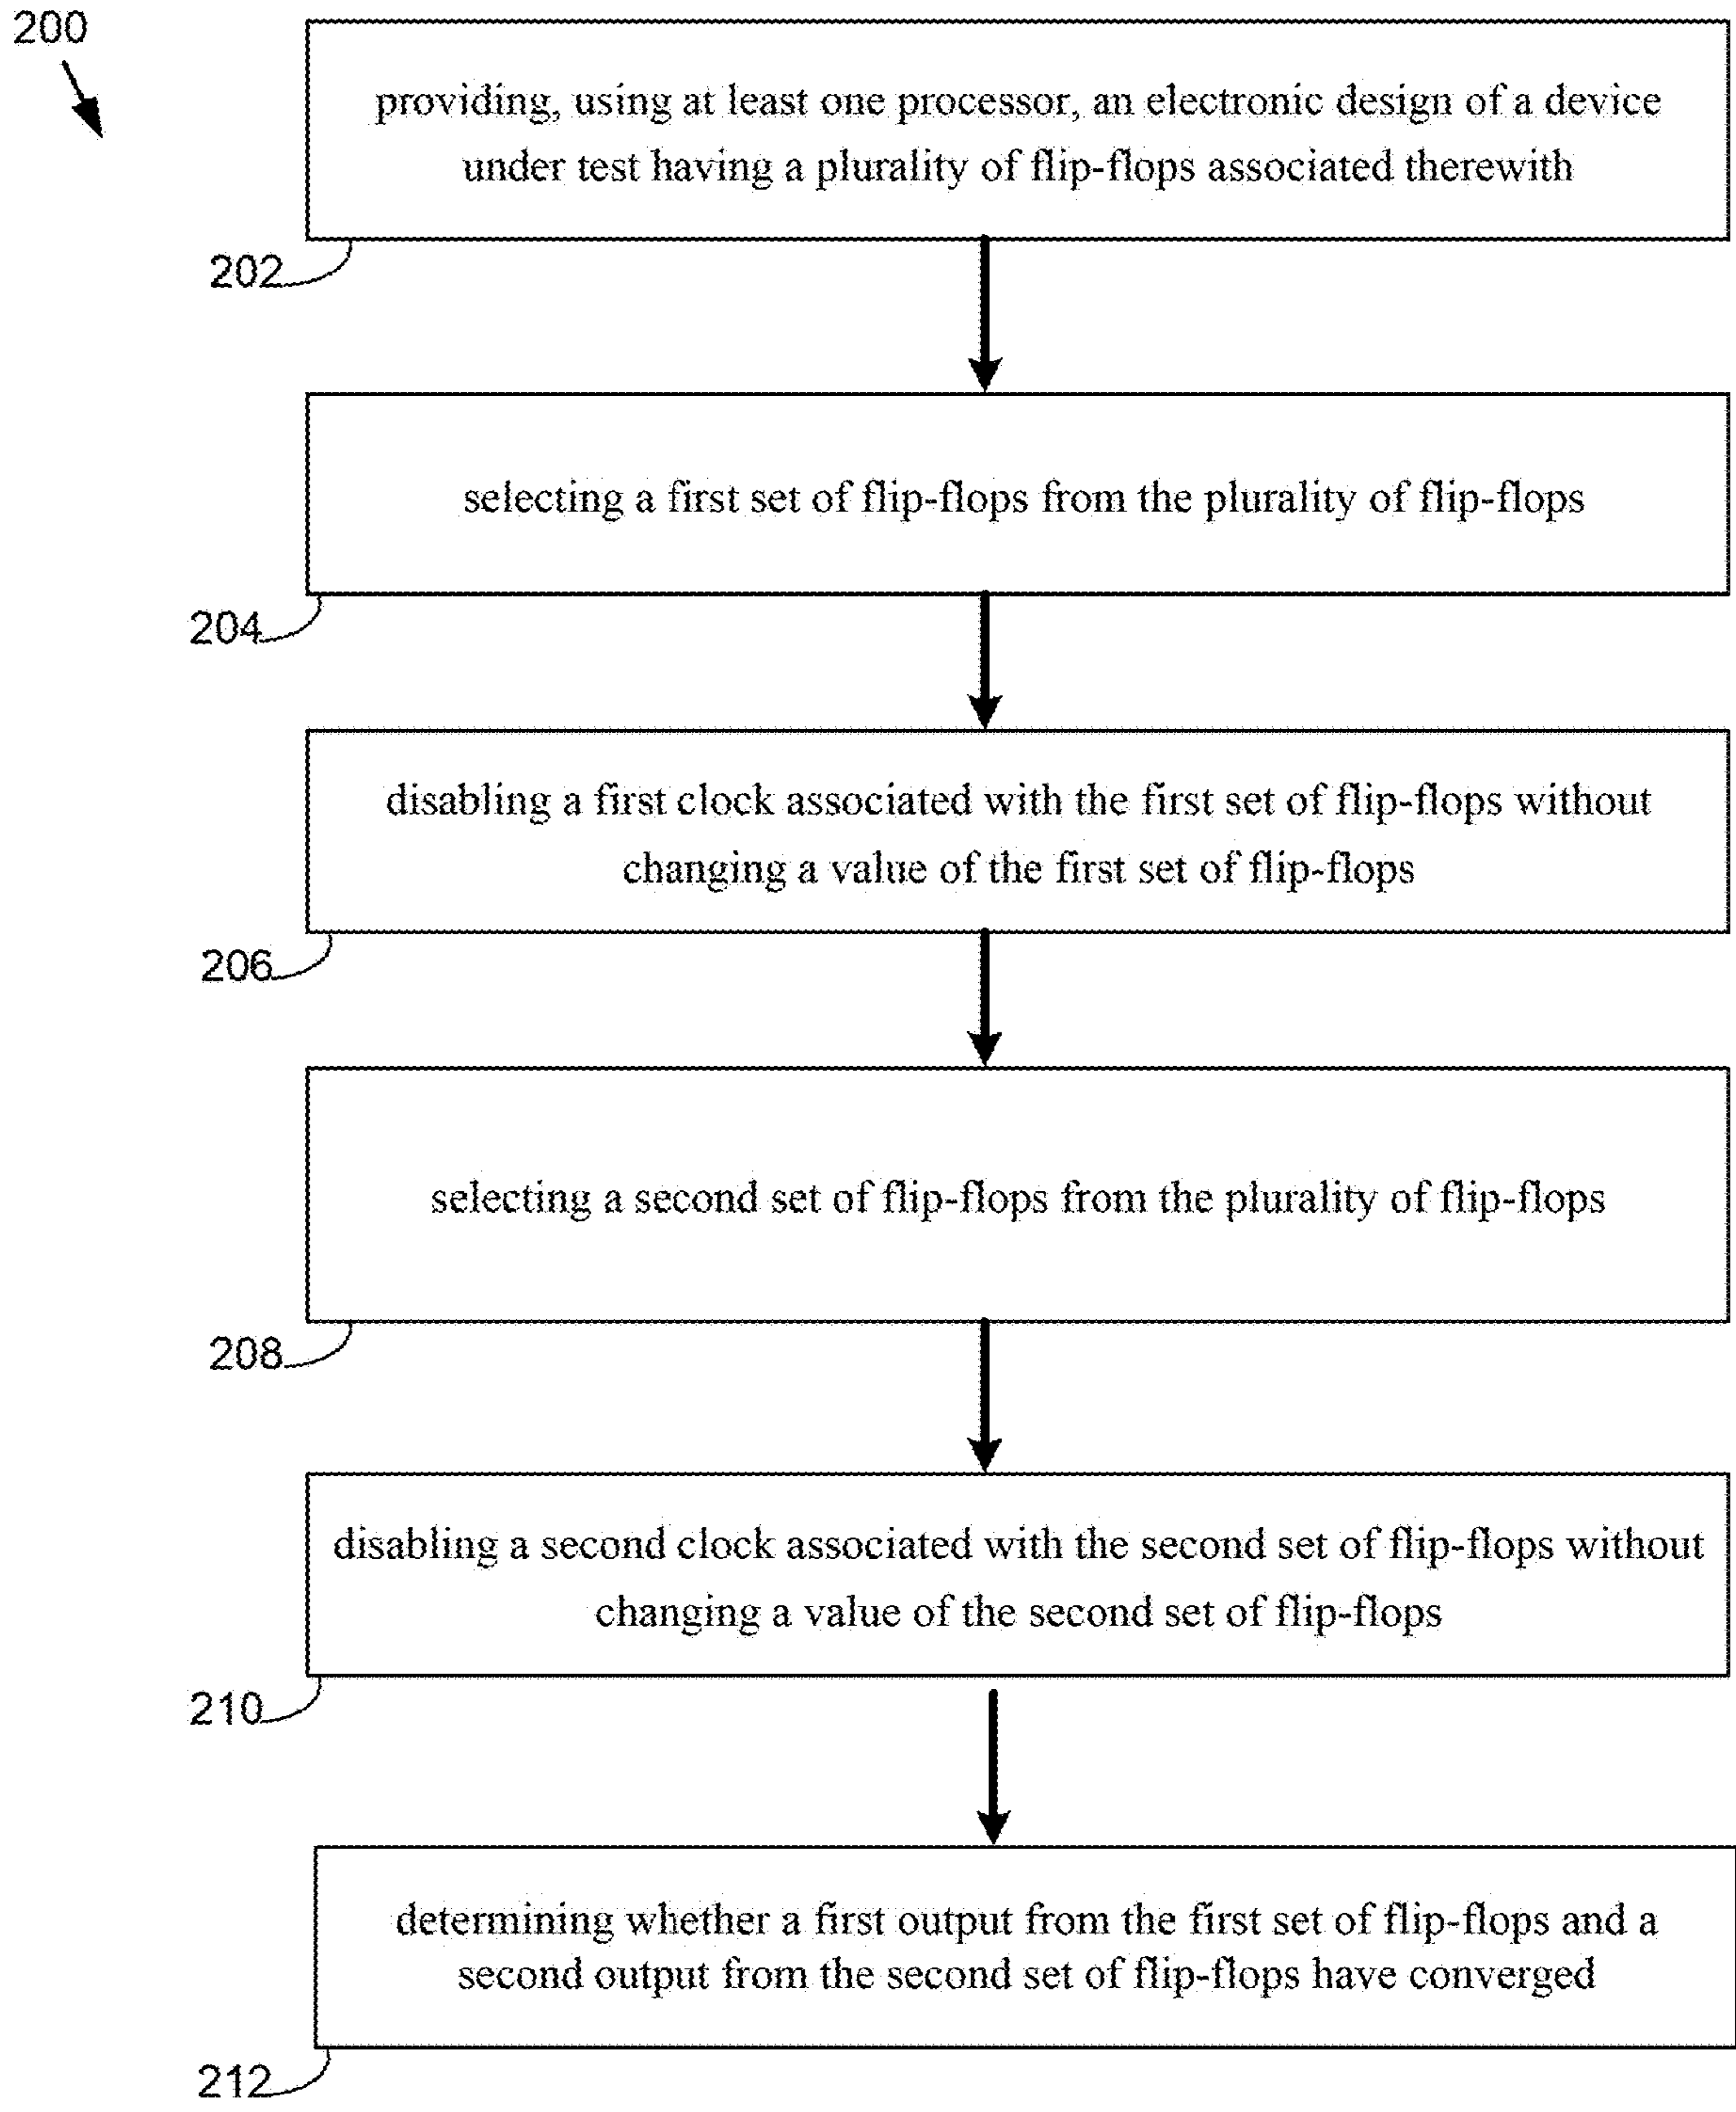 200
providing, using at least one processor, an electronic design of a device
under test having a plurality of flip-flops associated therewith
202
selecting a first set of flip-flops from the plurality of flip-flops
204
disabling a first clock associated with the first set of flip-flops without
changing a value of the first set of flip-flops
206
selecting a second set of flip-flops from the plurality of flip-flops
208
disabling a second clock associated with the second set of flip-flops without
changing a value of the second set of flip-flops
210
determining whether a first output from the first set of flip-flops and a
second output from the second set of flip-flops have converged
212